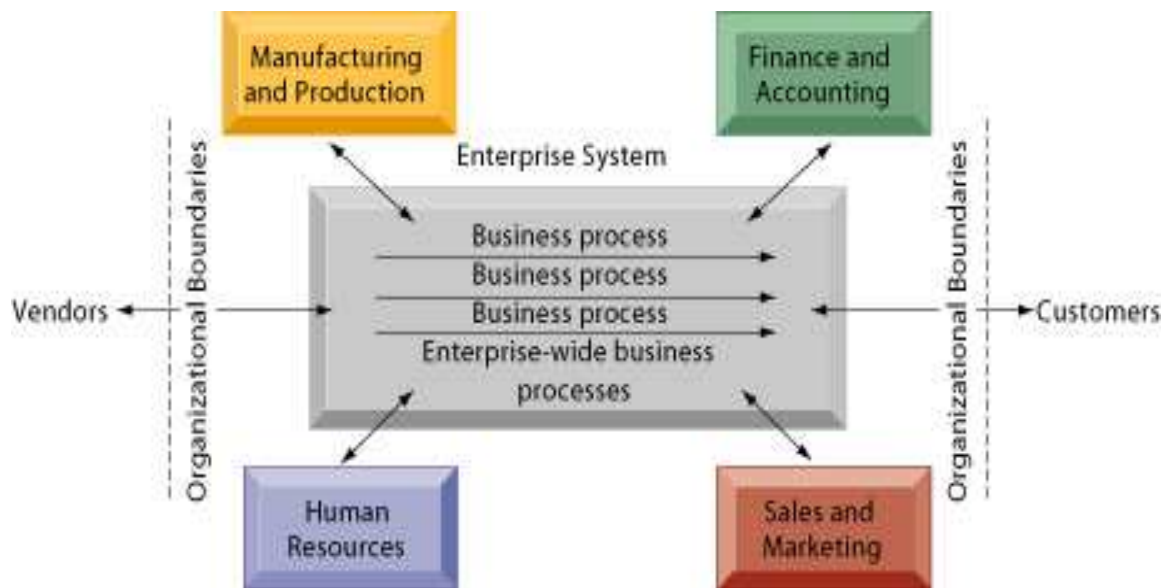 Manufacturing
and Production
Finance and
Accounting
Enterprise System
Organizational Boundaries
Organizational Boundaries
Business process
Business process
Vendors
Business process
Customers
Enterprise-wide business
processes
Human
Resources
Sales and
Marketing